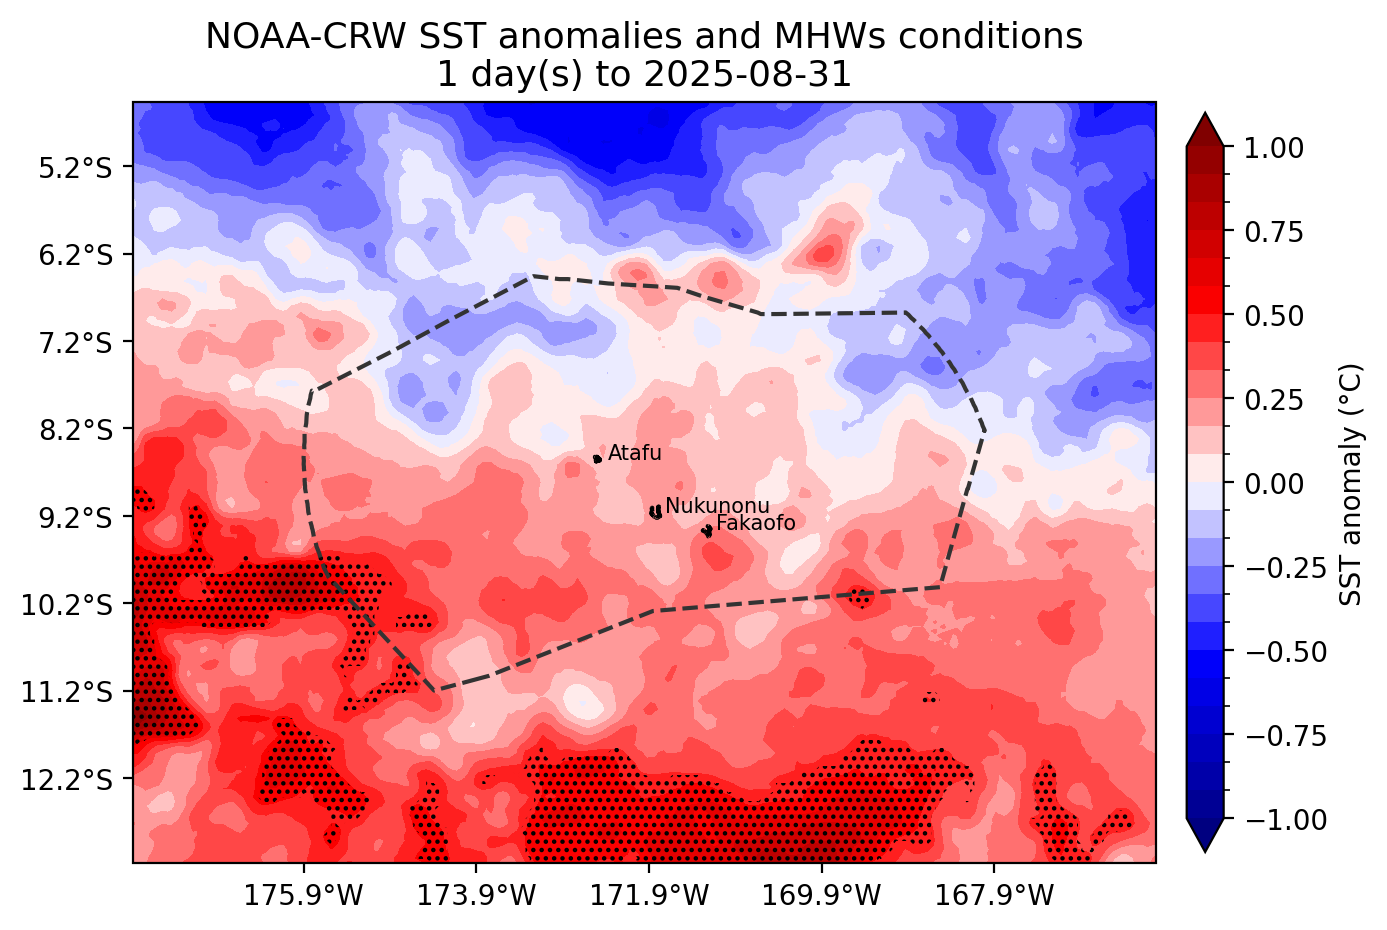 NOAA-CRW SST anomalies and MHWs conditions
1 day(s) to 2025-08-31
5.2°S
6.2°S
7.2°S
8.2°S
9.2°S
10.2°S
11.2°S
12.2°S
175.9°W
173.9°W
171.9°W
169.9°W
167.9°W
Atafu
Nukunonu
Fakaofo
1.00
0.75
0.50
0.25
0.00
−0.25
−0.50
−0.75
−1.00
SST anomaly (°C)